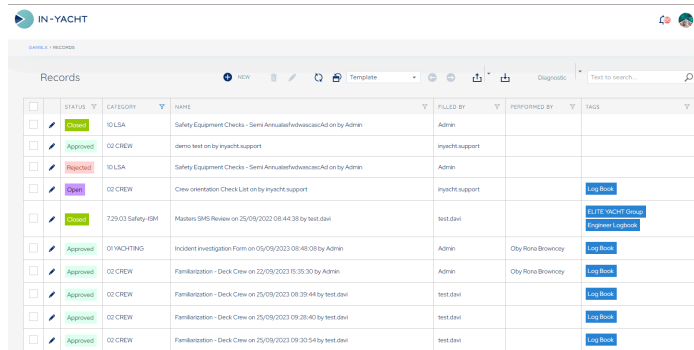 IN-YACHT
GAMBLE > RECORDS
Records NEW Template Diagnostic Text to search...
STATUS CATEGORY NAME FILLED BY PERFORMED BY TAGS
Closed 10 LSA Safety Equipment Checks - Semi AnnualasfwdwascascAd on by Admin Admin
Approved 02 CREW demo test on by inyacht.support inyacht.support
Rejected 10 LSA Safety Equipment Checks - Semi AnnualasfwdwascascAd on by Admin Admin
Open 02 CREW Crew orientation Check List on by inyacht.support inyacht.support Log Book
Closed 7.29.03 Safety-ISM Masters SMS Review on 25/09/2022 08:44:38 by test.davi test.davi ELITE YACHT Group
Engineer Logbook
Approved 01 YACHTING Incident investigation Form on 05/09/2023 08:48:08 by Admin Admin Oby Rona Browncey Log Book
Approved 02 CREW Familiarization - Deck Crew on 22/09/2023 15:35:30 by Admin Admin Oby Rona Browncey Log Book
Approved 02 CREW Familiarization - Deck Crew on 25/09/2023 08:39:44 by test.davi test.davi Log Book
Approved 02 CREW Familiarization - Deck Crew on 25/09/2023 09:28:40 by test.davi test.davi Log Book
Approved 02 CREW Familiarization - Deck Crew on 25/09/2023 09:30:54 by test.davi test.davi Log Book